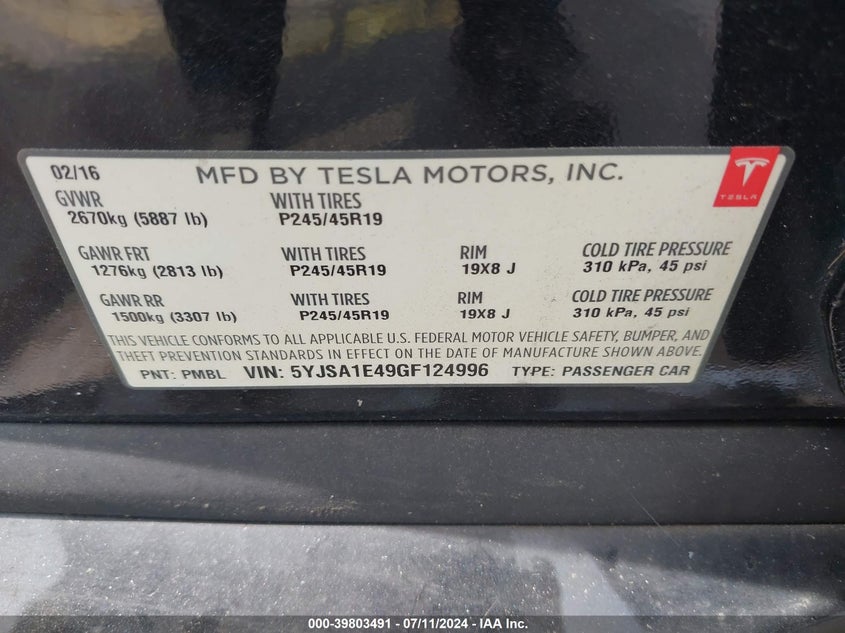 02/16 MFD BY TESLA MOTORS, INC.
TESLA
GVWR WITH TIRES
2670kg (5887 lb) P245/45R19
GAWR FRT WITH TIRES RIM COLD TIRE PRESSURE
1276kg (2813 lb) P245/45R19 19X8 J 310 kPa, 45 psi
GAWR RR WITH TIRES RIM COLD TIRE PRESSURE
1500kg (3307 lb) P245/45R19 19X8 J 310 kPa, 45 psi
THIS VEHICLE CONFORMS TO ALL APPLICABLE U.S. FEDERAL MOTOR VEHICLE SAFETY, BUMPER, AND
THEFT PREVENTION STANDARDS IN EFFECT ON THE DATE OF MANUFACTURE SHOWN ABOVE.
PNT: PMBL VIN: 5YJSA1E49GF124996 TYPE: PASSENGER CAR
000-39803491 - 07/11/2024 - IAA Inc.